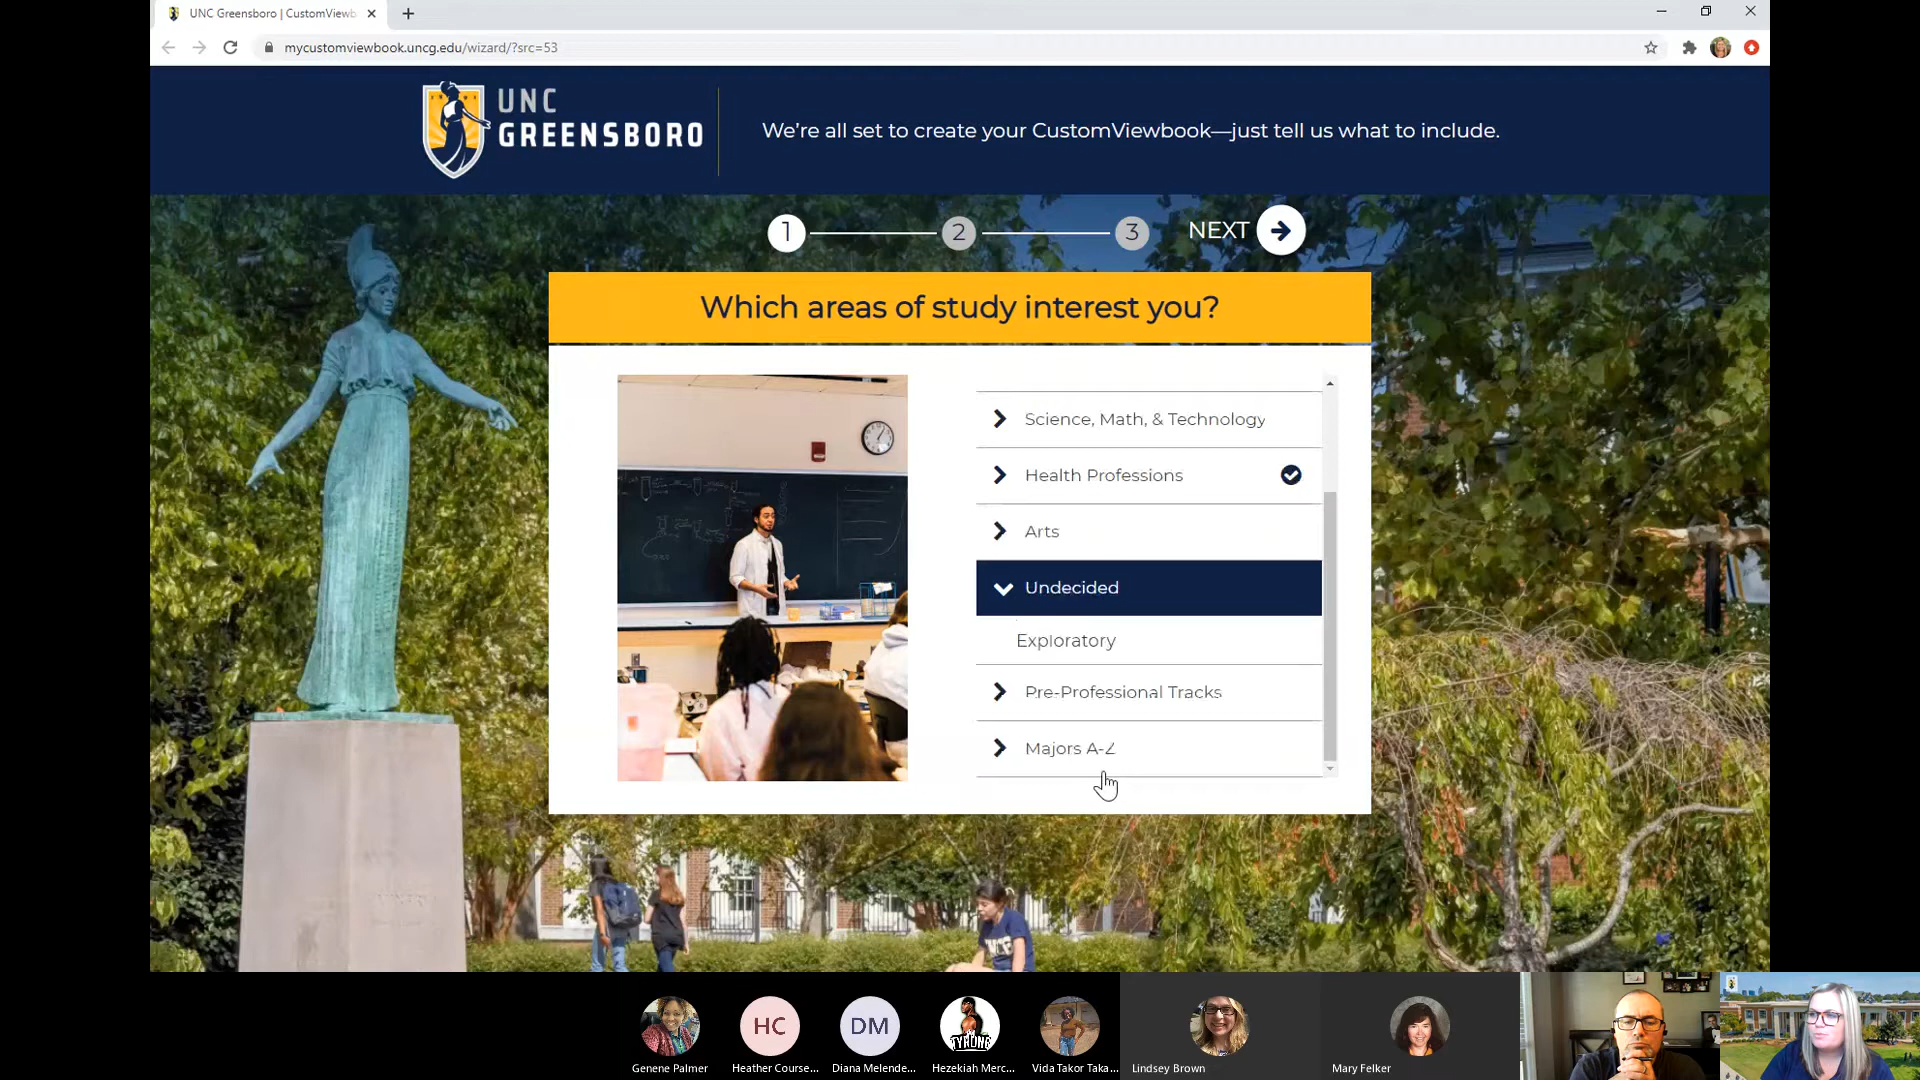 UNC Greensboro | CustomViewb
mycustomviewbook.uncg.edu/wizard/?src=53
UNC
GREENSBORO
We're all set to create your CustomViewbook—just tell us what to include.
1
2
3
NEXT
Which areas of study interest you?
Science, Math, & Technology
Health Professions
Arts
Undecided
Exploratory
Pre-Professional Tracks
Majors A-Z
HC
DM
TYRONE
Genene Palmer
Heather Course...
Diana Melende...
Hezekiah Merc...
Vida Takor Taka...
Lindsey Brown
Mary Felker